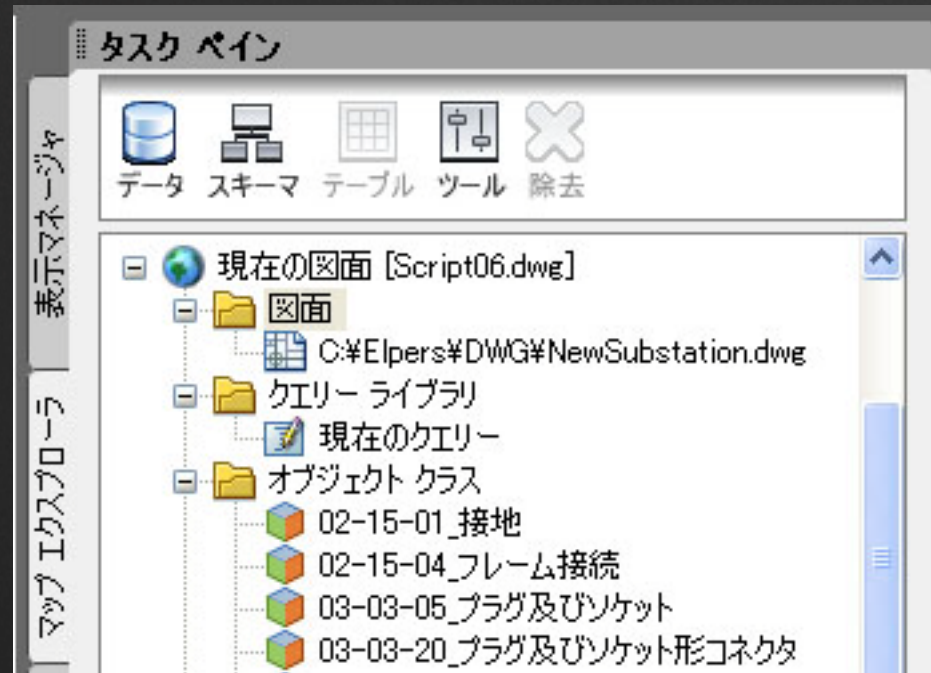 タスク ペイン
データ スキーマ テーブル ツール 除去
表示マネージャ
マップ エクスプローラ
現在の図面 [Script06.dwg]
図面
C:¥Elpers¥DWG¥NewSubstation.dwg
クエリー ライブラリ
現在のクエリー
オブジェクト クラス
02-15-01_接地
02-15-04_フレーム接続
03-03-05_プラグ及びソケット
03-03-20_プラグ及びソケット形コネクタ